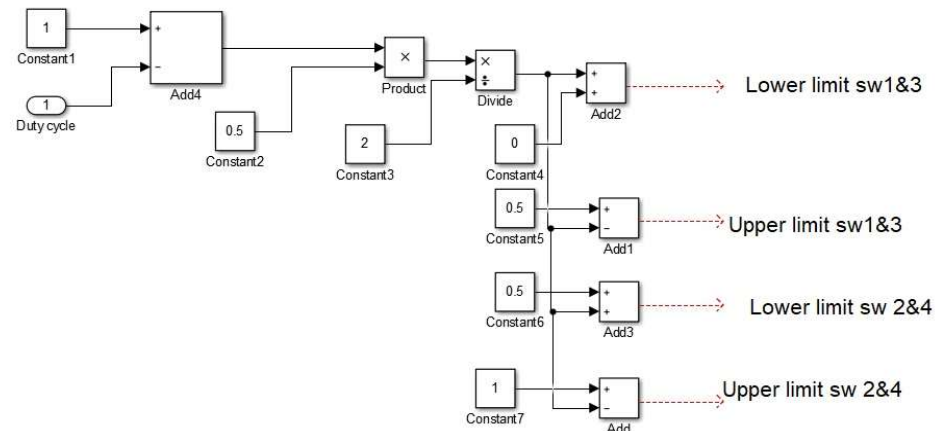 1
Constant1
+
−
Add4
1
Duty cycle
0.5
Constant2
×
Product
2
Constant3
×
÷
Divide
+
+
Add2
Lower limit sw1&3
0
Constant4
0.5
Constant5
+
−
Add1
Upper limit sw1&3
0.5
Constant6
+
+
Add3
Lower limit sw 2&4
1
Constant7
+
−
Add
Upper limit sw 2&4